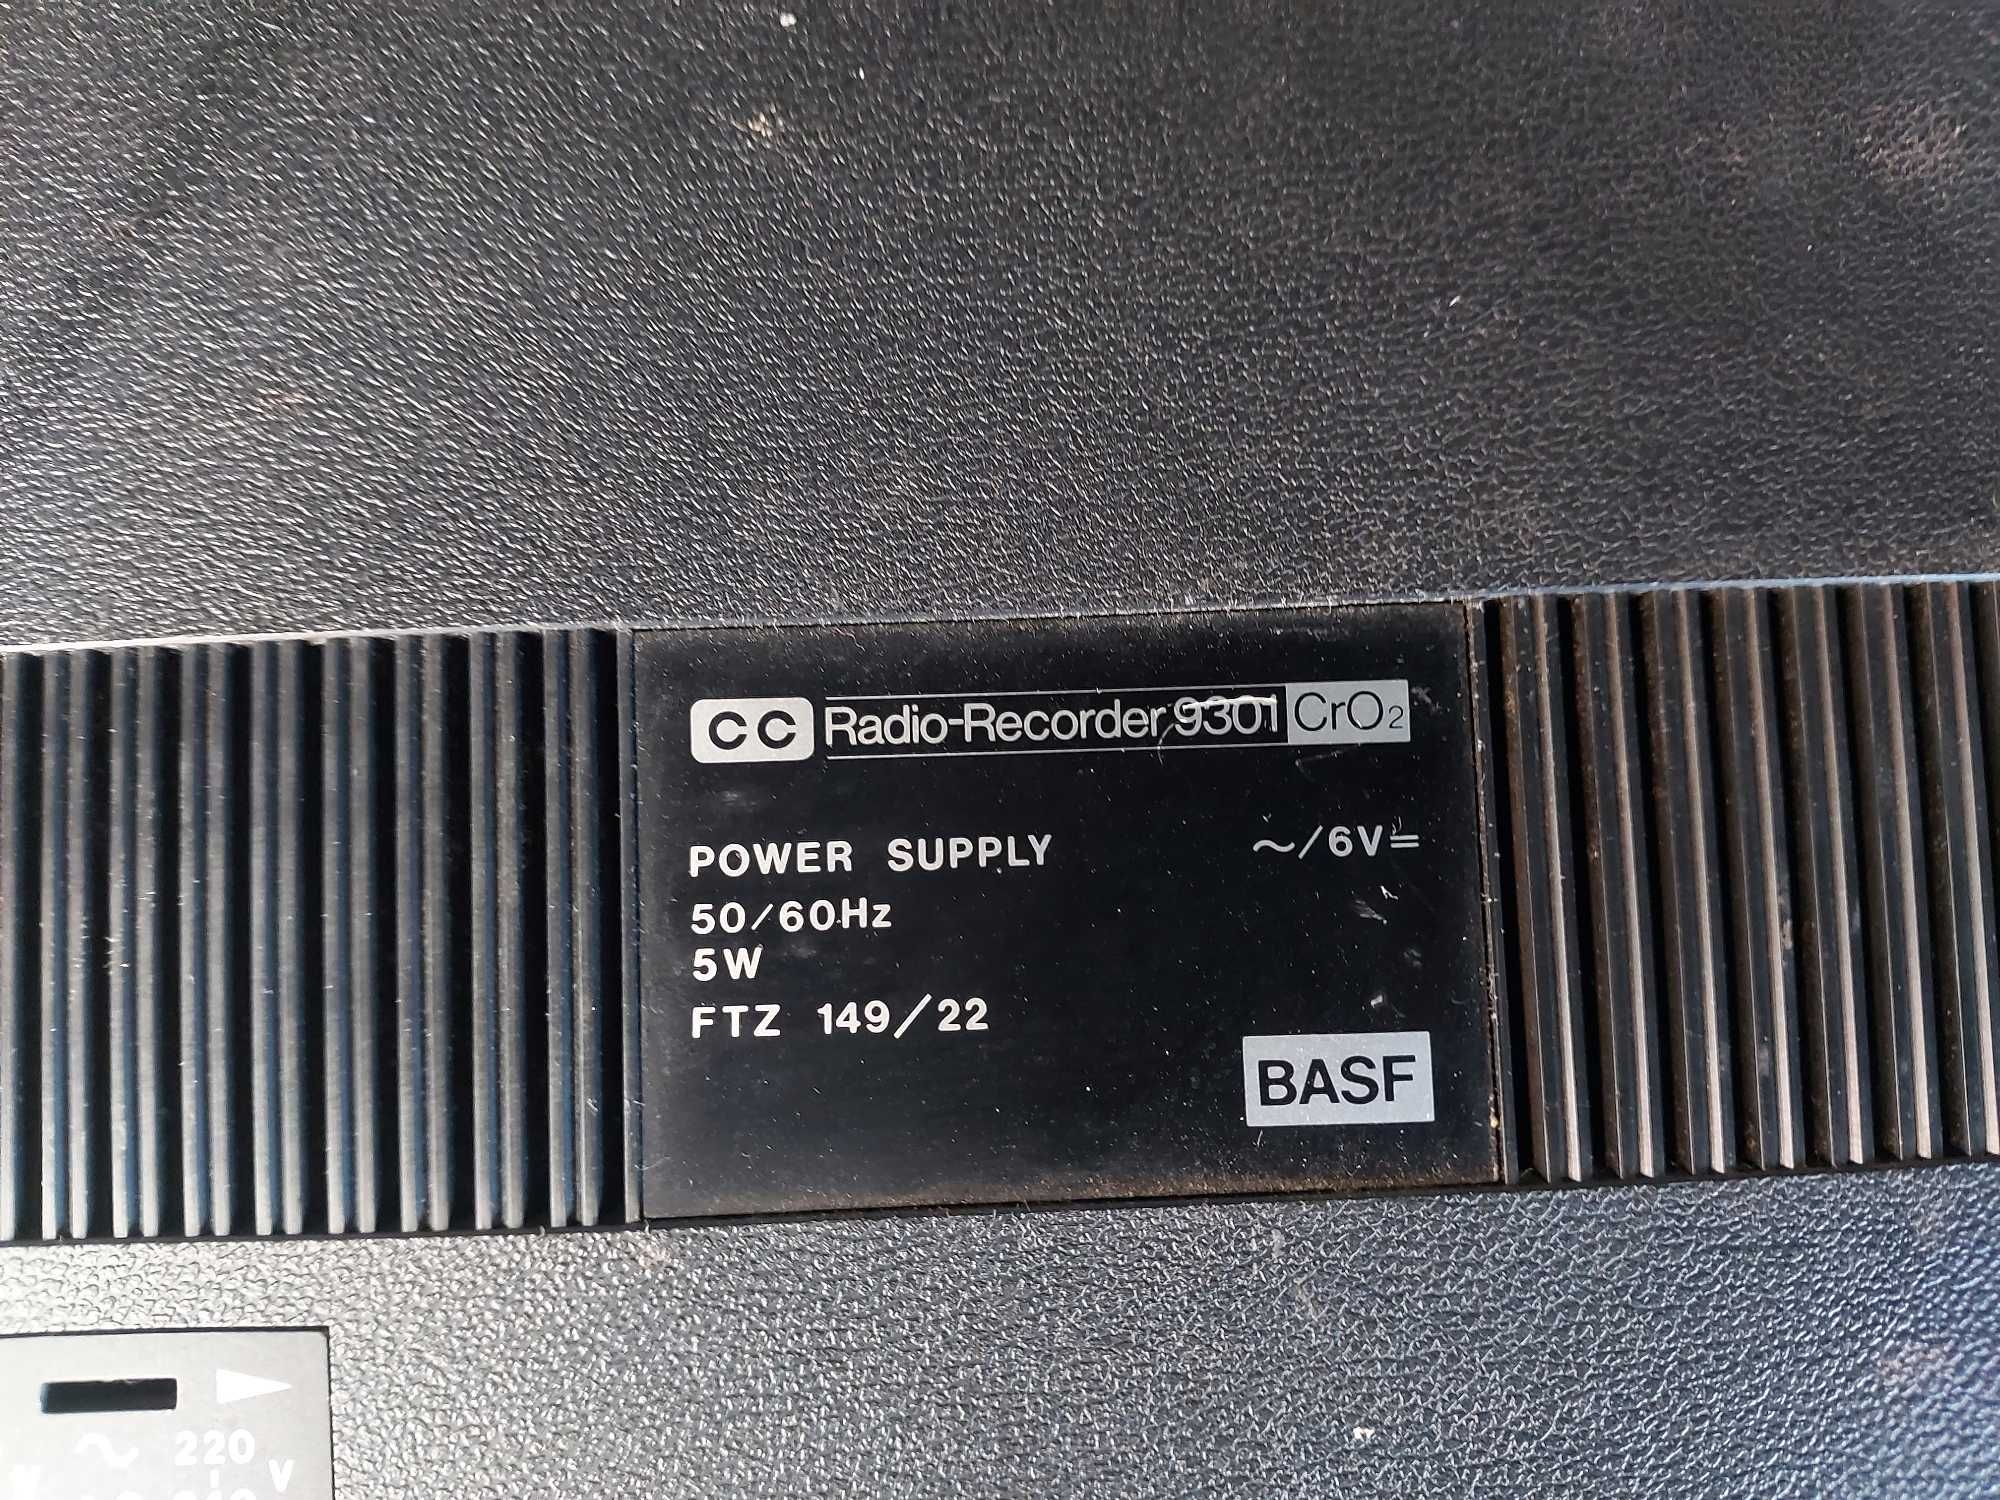 CC Radio-Recorder 9301 CrO₂
POWER SUPPLY ~/6V⎓
50/60Hz
5W
FTZ 149/22
BASF
~ 220 V